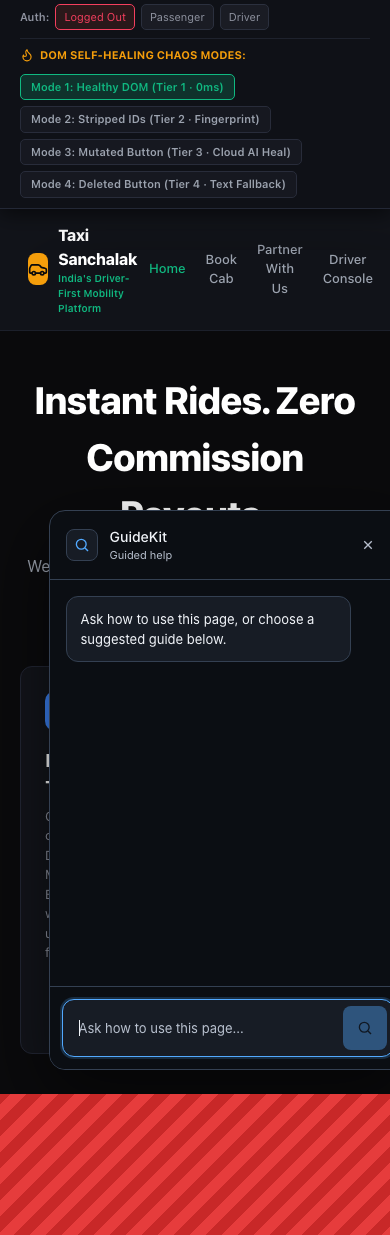 Auth: Logged Out Passenger Driver
DOM SELF-HEALING CHAOS MODES:
Mode 1: Healthy DOM (Tier 1 · 0ms)
Mode 2: Stripped IDs (Tier 2 · Fingerprint)
Mode 3: Mutated Button (Tier 3 · Cloud AI Heal)
Mode 4: Deleted Button (Tier 4 · Text Fallback)
Taxi
Sanchalak
India's Driver-
First Mobility
Platform
Home
Book
Cab
Partner
With
Us
Driver
Console
Instant Rides. Zero
Commission
Payouts
We
GuideKit
Guided help
Ask how to use this page, or choose a
suggested guide below.
Ask how to use this page...